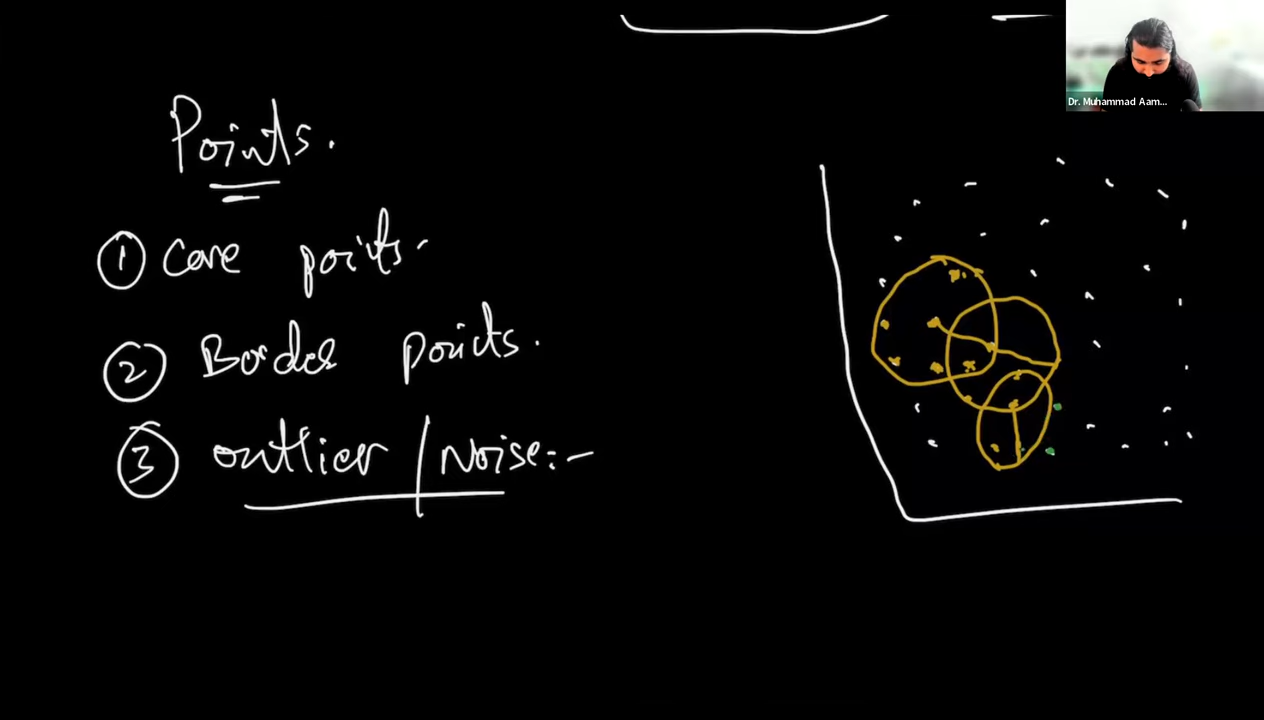 Dr. Muhammad Aam...
Points.
① Core points.
② Border points.
③ outlier / Noise:-